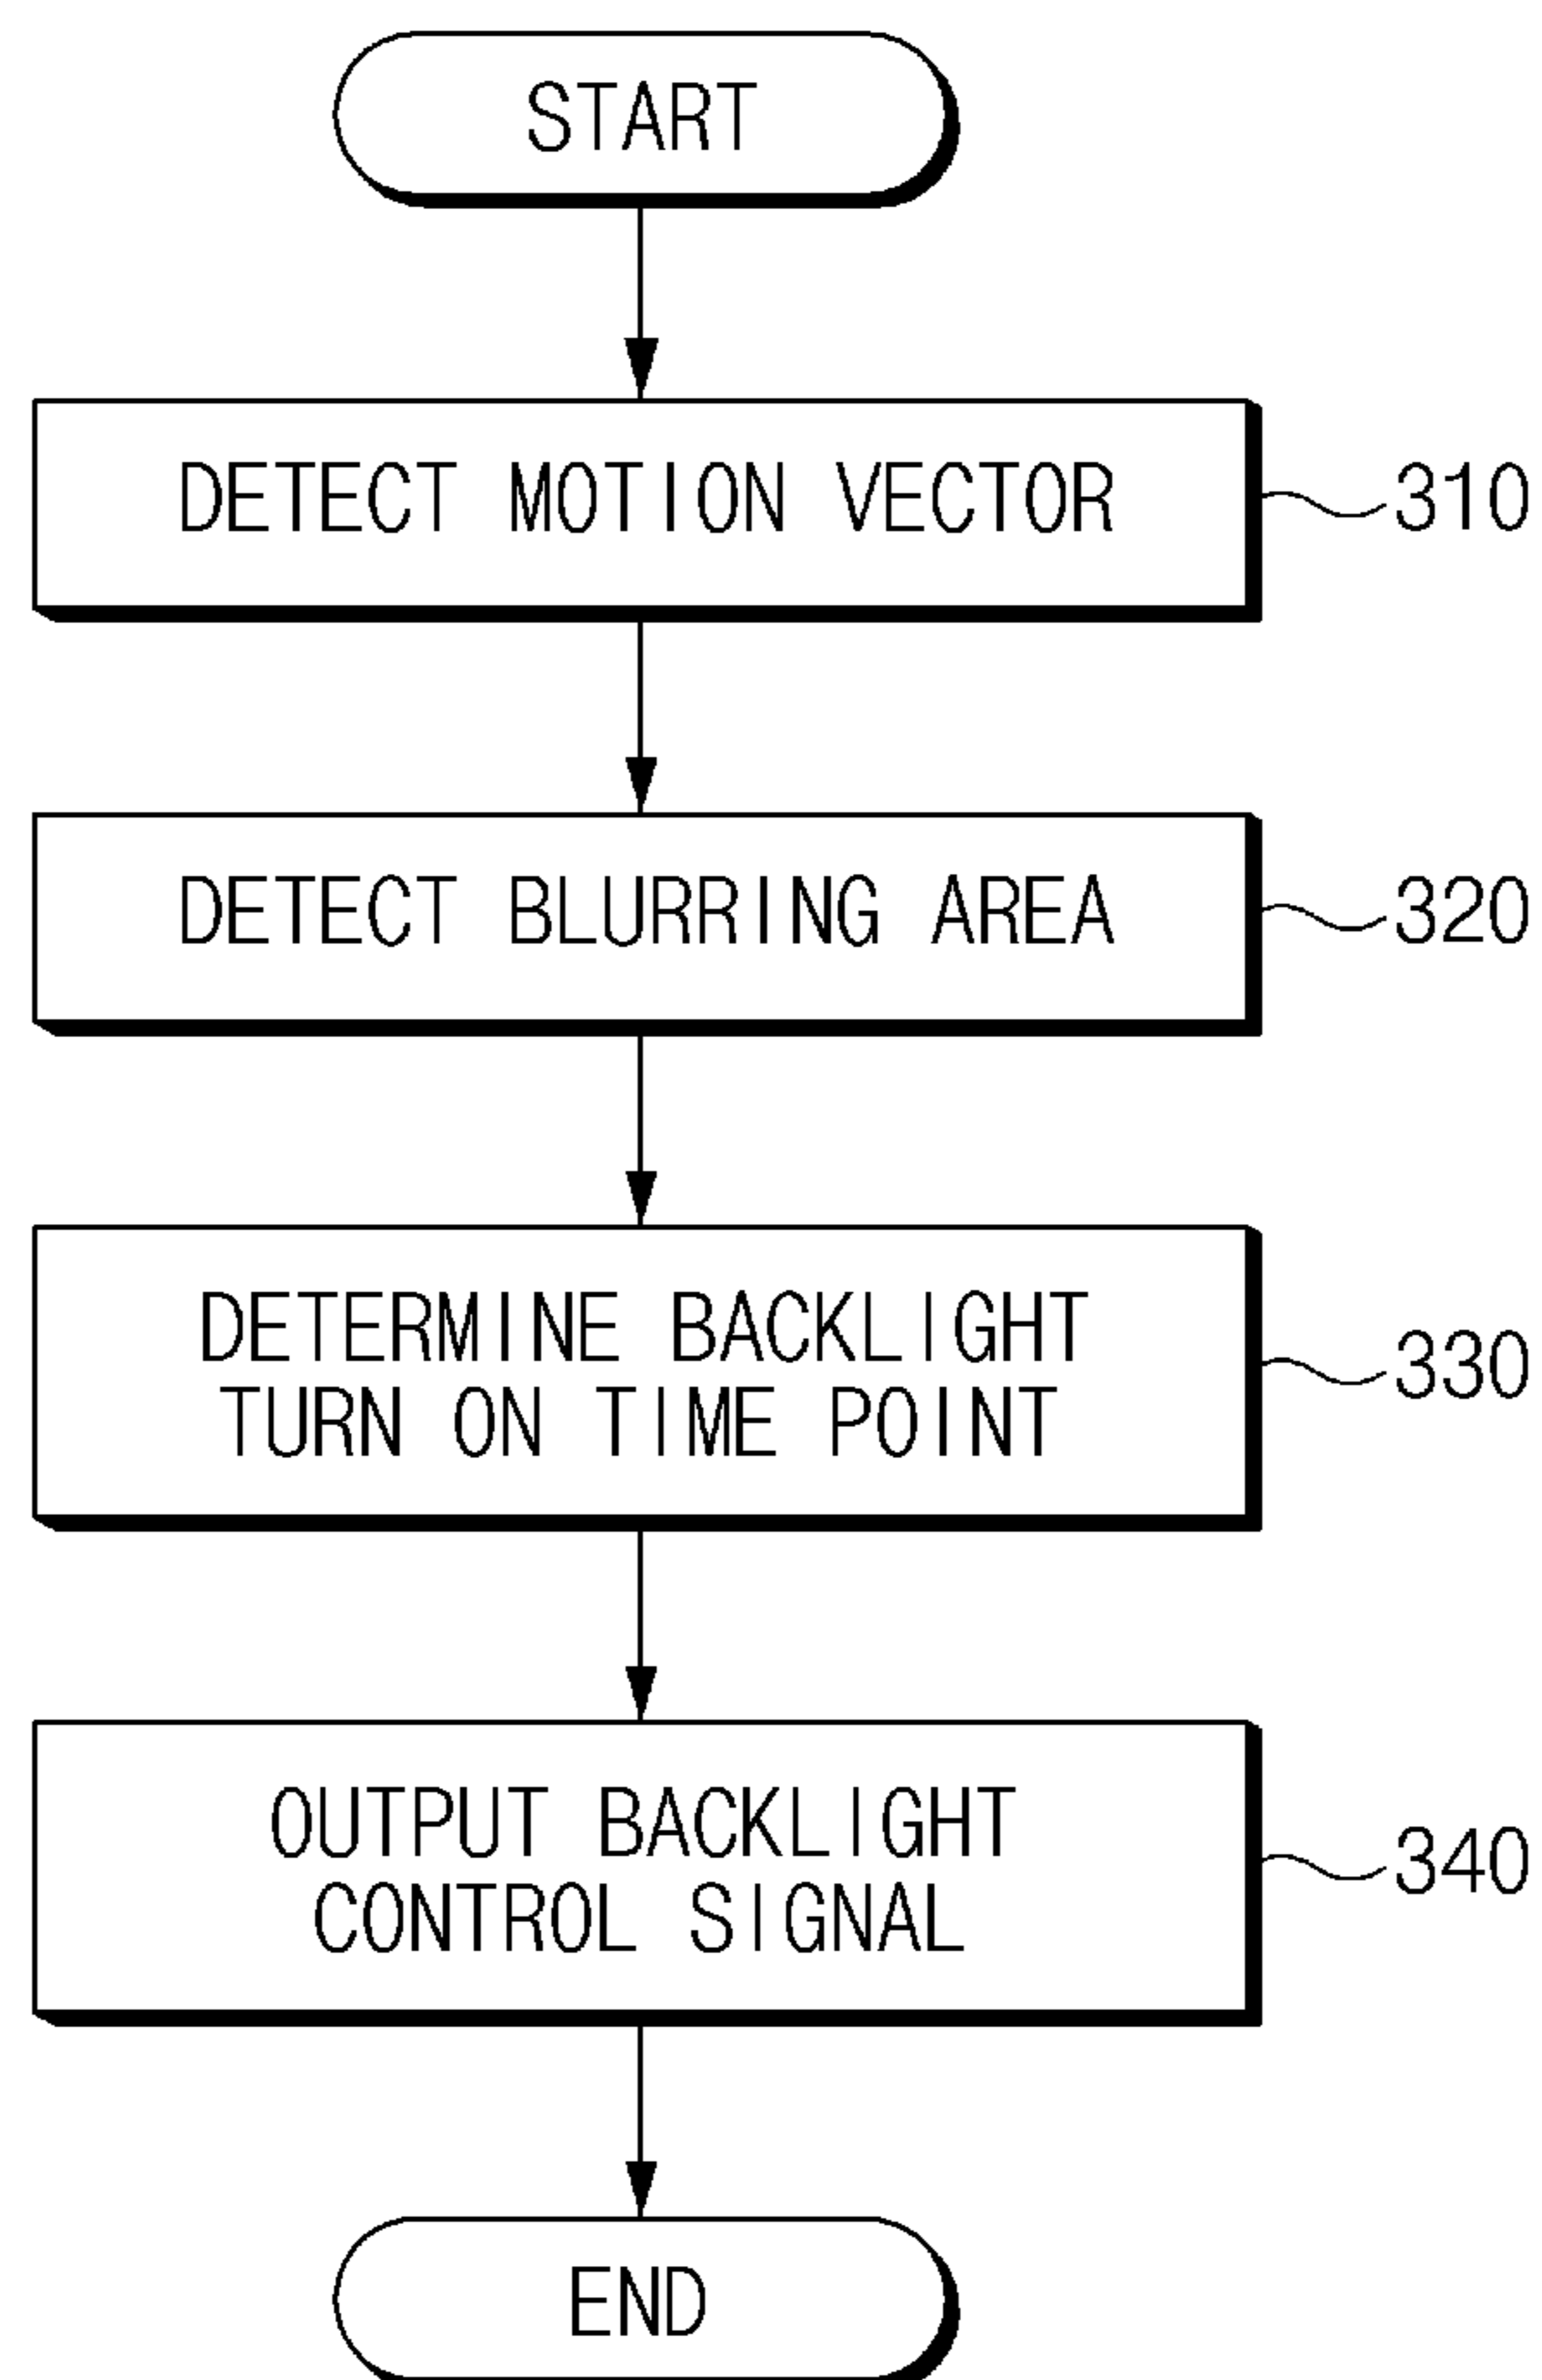 START
DETECT MOTION VECTOR
310
DETECT BLURRING AREA
320
DETERMINE BACKLIGHT
TURN ON TIME POINT
330
OUTPUT BACKLIGHT
CONTROL SIGNAL
340
END